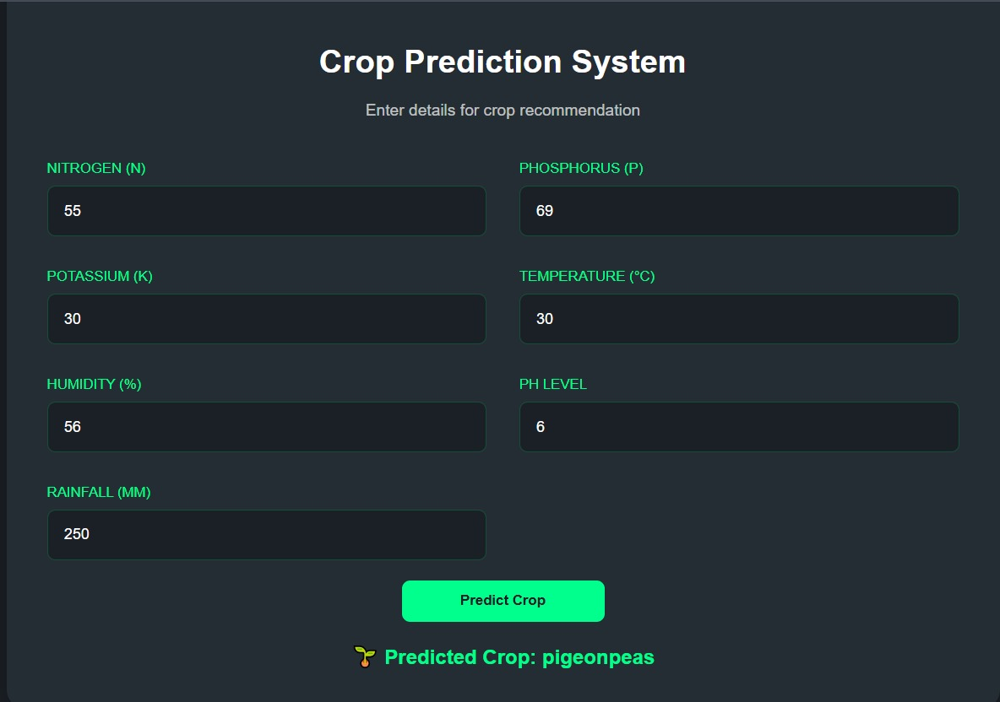 Crop Prediction System
Enter details for crop recommendation
NITROGEN (N)
55
PHOSPHORUS (P)
69
POTASSIUM (K)
30
TEMPERATURE (°C)
30
HUMIDITY (%)
56
PH LEVEL
6
RAINFALL (MM)
250
Predict Crop
🌱 Predicted Crop: pigeonpeas